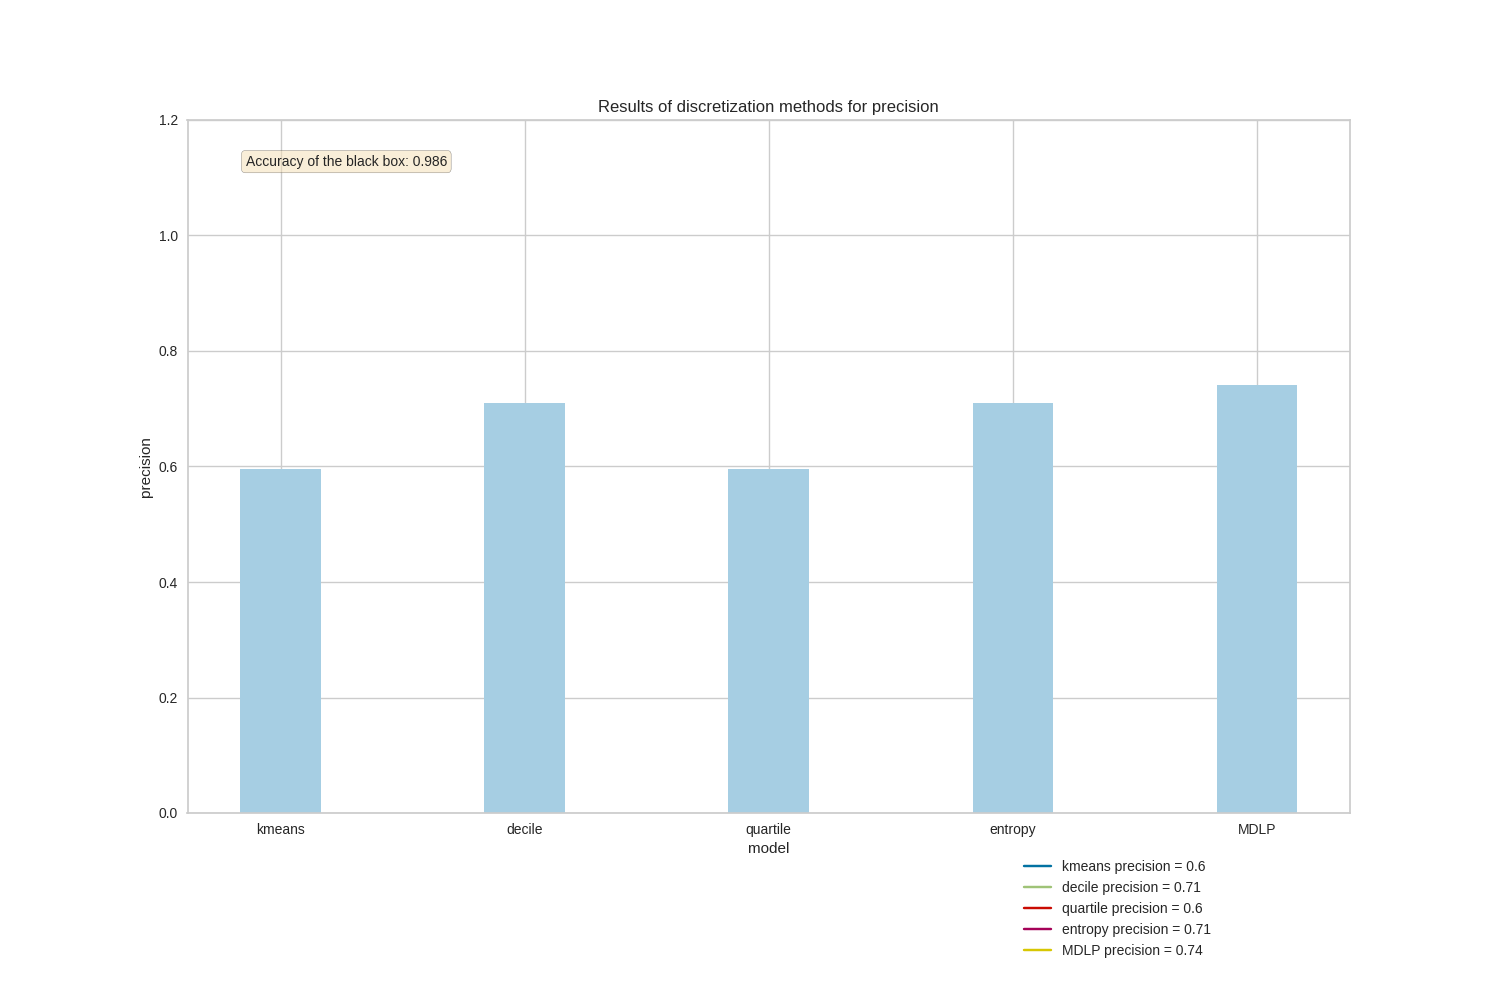 Results of discretization methods for precision
1.2
Accuracy of the black box: 0.986
1.0
0.8
0.6
precision
0.4
0.2
0.0
kmeans decile quartile entropy MDLP
model
kmeans precision = 0.6
decile precision = 0.71
quartile precision = 0.6
entropy precision = 0.71
MDLP precision = 0.74